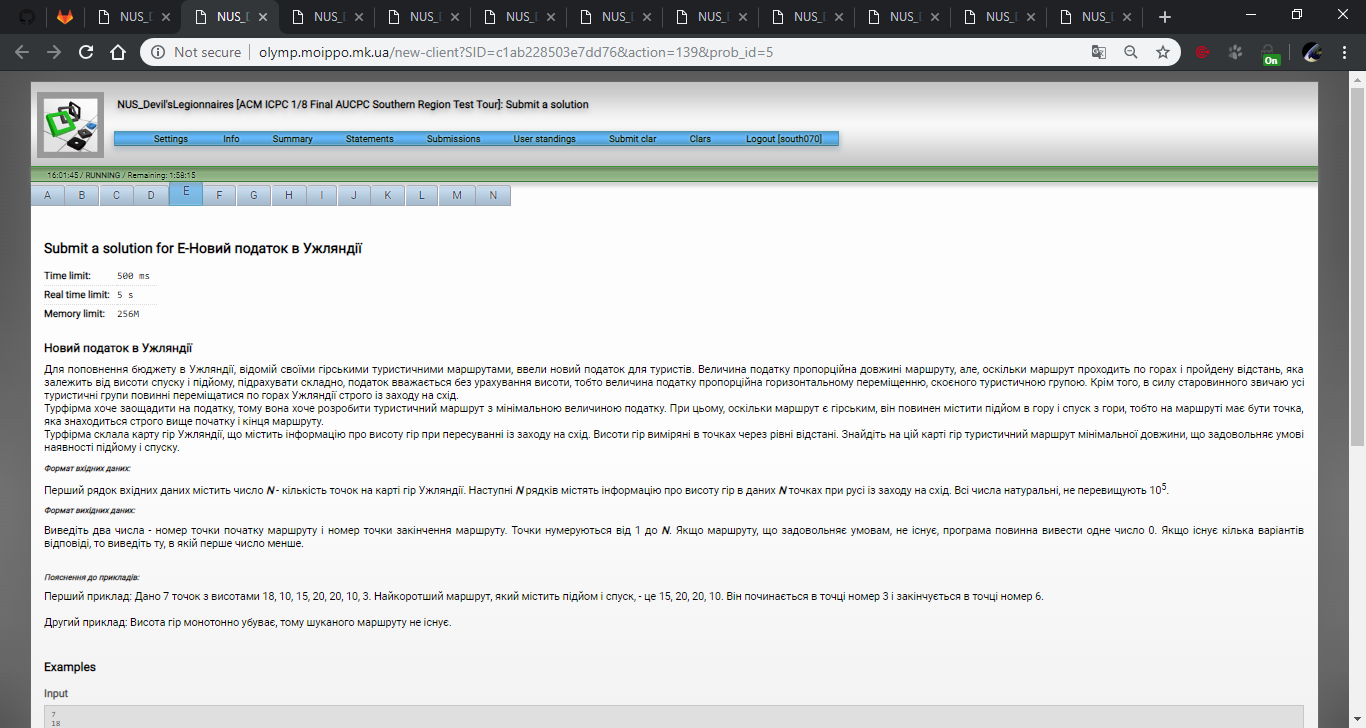 NUS_D NUS_D NUS_D NUS_D NUS_D NUS_D NUS_D NUS_D NUS_D NUS_D NUS_D
Not secure olymp.moippo.mk.ua/new-client?SID=c1ab228503e7dd76&action=139&prob_id=5 On
NUS_Devil'sLegionnaires [ACM ICPC 1/8 Final AUCPC Southern Region Test Tour]: Submit a solution
Settings Info Summary Statements Submissions User standings Submit clar Clars Logout [south070]
16:01:45 / RUNNING / Remaining: 1:58:15
A B C D E F G H I J K L M N
Submit a solution for E-Новий податок в Ужляндії
Time limit: 500 ms
Real time limit: 5 s
Memory limit: 256M
Новий податок в Ужляндії
Для поповнення бюджету в Ужляндії, відомій своїми гірськими туристичними маршрутами, ввели новий податок для туристів. Величина податку пропорційна довжині маршруту, але, оскільки маршрут проходить по горах і пройдену відстань, яка
залежить від висоти спуску і підйому, підрахувати складно, податок вважається без урахування висоти, тобто величина податку пропорційна горизонтальному переміщенню, скоєного туристичною групою. Крім того, в силу старовинного звичаю усі
туристичні групи повинні переміщатися по горах Ужляндії строго із заходу на схід.
Турфірма хоче заощадити на податку, тому вона хоче розробити туристичний маршрут з мінімальною величиною податку. При цьому, оскільки маршрут є гірським, він повинен містити підйом в гору і спуск з гори, тобто на маршруті має бути точка,
яка знаходиться строго вище початку і кінця маршруту.
Турфірма склала карту гір Ужляндії, що містить інформацію про висоту гір при пересуванні із заходу на схід. Висоти гір виміряні в точках через рівні відстані. Знайдіть на цій карті гір туристичний маршрут мінімальної довжини, що задовольняє умові
наявності підйому і спуску.
Формат вхідних даних:
Перший рядок вхідних даних містить число N - кількість точок на карті гір Ужляндії. Наступні N рядків містять інформацію про висоту гір в даних N точках при русі із заходу на схід. Всі числа натуральні, не перевищують 10⁵.
Формат вихідних даних:
Виведіть два числа - номер точки початку маршруту і номер точки закінчення маршруту. Точки нумеруються від 1 до N. Якщо маршруту, що задовольняє умовам, не існує, програма повинна вивести одне число 0. Якщо існує кілька варіантів
відповіді, то виведіть ту, в якій перше число менше.
Пояснення до прикладів:
Перший приклад: Дано 7 точок з висотами 18, 10, 15, 20, 20, 10, 3. Найкоротший маршрут, який містить підйом і спуск, - це 15, 20, 20, 10. Він починається в точці номер 3 і закінчується в точці номер 6.
Другий приклад: Висота гір монотонно убуває, тому шуканого маршруту не існує.
Examples
Input
7
18